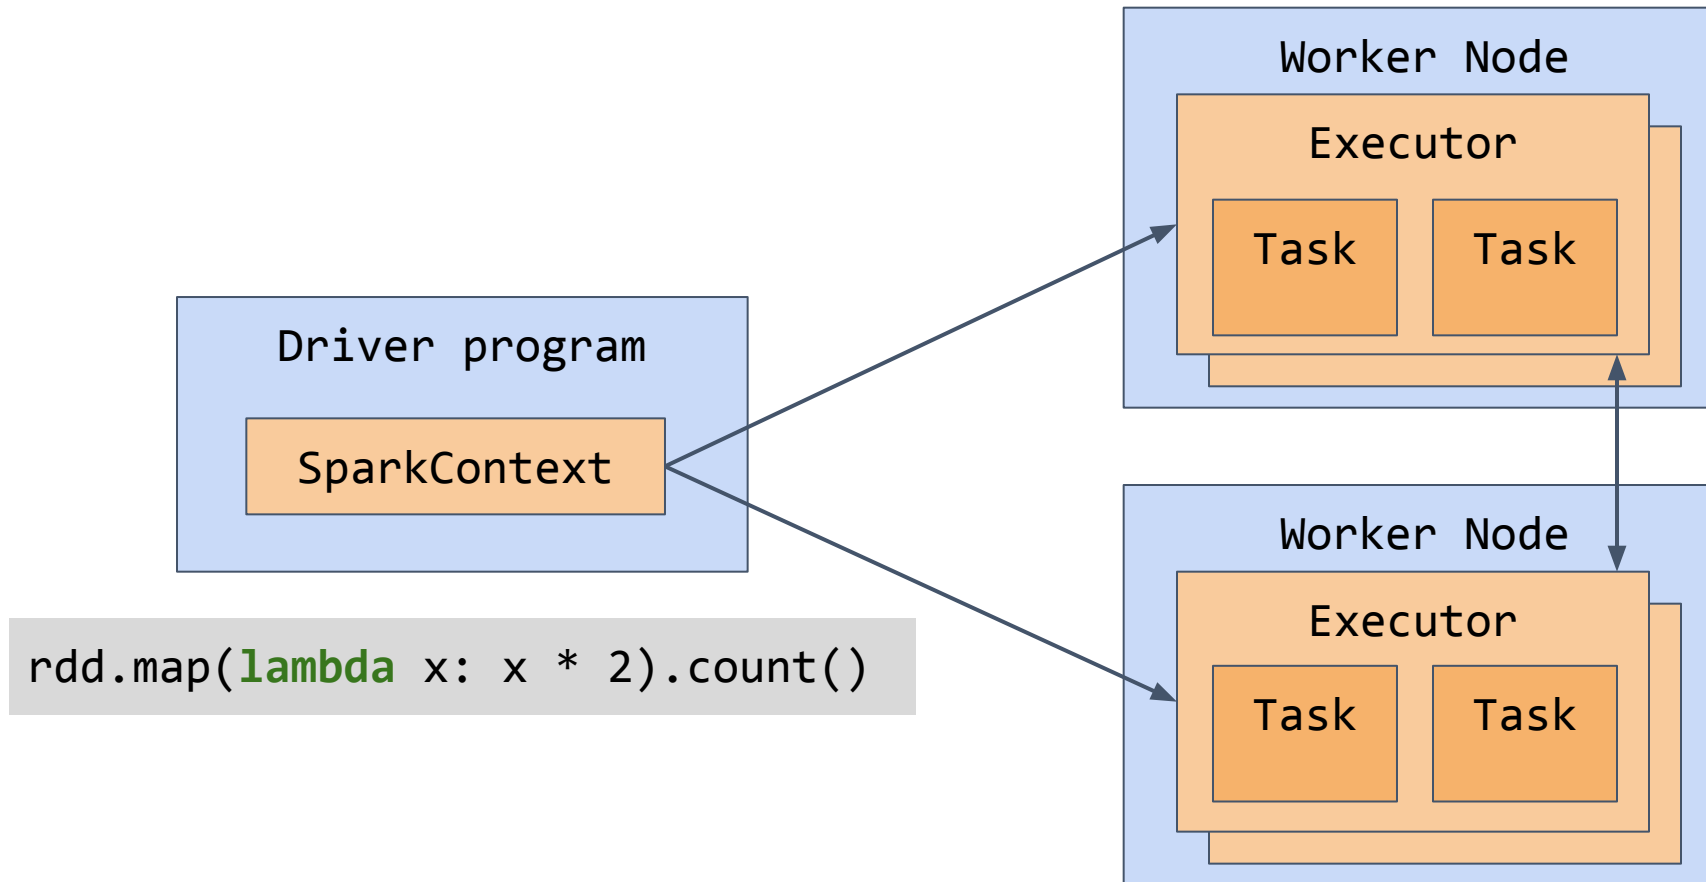 Driver program
SparkContext
rdd.map(lambda x: x * 2).count()
Worker Node
Executor
Task Task
Worker Node
Executor
Task Task